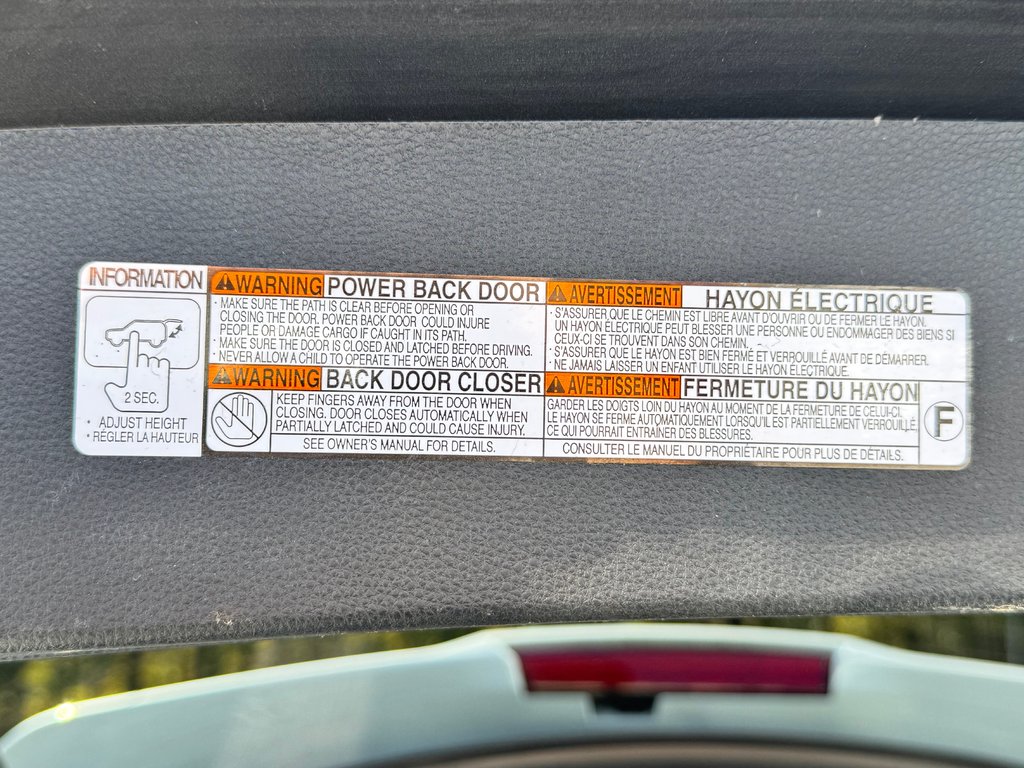 INFORMATION
2 SEC.
· ADJUST HEIGHT
· RÉGLER LA HAUTEUR
WARNING POWER BACK DOOR
· MAKE SURE THE PATH IS CLEAR BEFORE OPENING OR
CLOSING THE DOOR. POWER BACK DOOR COULD INJURE
PEOPLE OR DAMAGE CARGO IF CAUGHT IN ITS PATH.
· MAKE SURE THE DOOR IS CLOSED AND LATCHED BEFORE DRIVING.
· NEVER ALLOW A CHILD TO OPERATE THE POWER BACK DOOR.
WARNING BACK DOOR CLOSER
KEEP FINGERS AWAY FROM THE DOOR WHEN
CLOSING. DOOR CLOSES AUTOMATICALLY WHEN
PARTIALLY LATCHED AND COULD CAUSE INJURY.
SEE OWNER'S MANUAL FOR DETAILS.
AVERTISSEMENT HAYON ÉLECTRIQUE
· S'ASSURER QUE LE CHEMIN EST LIBRE AVANT D'OUVRIR OU DE FERMER LE HAYON.
UN HAYON ÉLECTRIQUE PEUT BLESSER UNE PERSONNE OU ENDOMMAGER DES BIENS SI
CEUX-CI SE TROUVENT DANS SON CHEMIN.
· S'ASSURER QUE LE HAYON EST BIEN FERMÉ ET VERROUILLÉ AVANT DE DÉMARRER.
· NE JAMAIS LAISSER UN ENFANT UTILISER LE HAYON ÉLECTRIQUE.
AVERTISSEMENT FERMETURE DU HAYON
GARDER LES DOIGTS LOIN DU HAYON AU MOMENT DE LA FERMETURE DE CELUI-CI.
LE HAYON SE FERME AUTOMATIQUEMENT LORSQU'IL EST PARTIELLEMENT VERROUILLÉ,
CE QUI POURRAIT ENTRAÎNER DES BLESSURES.
CONSULTER LE MANUEL DU PROPRIÉTAIRE POUR PLUS DE DÉTAILS.
F